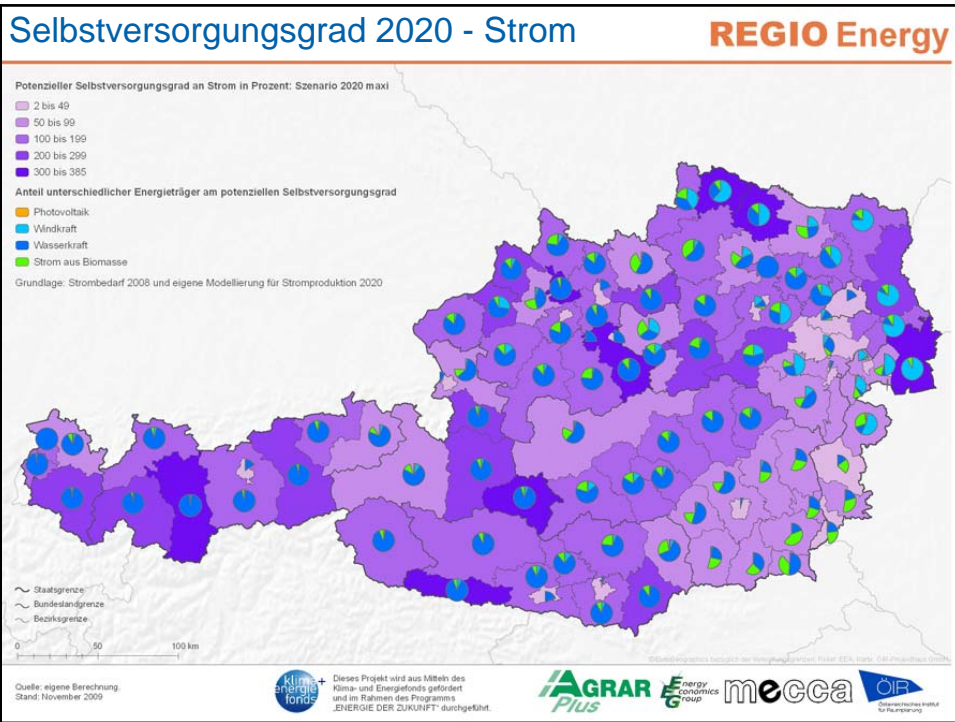 Selbstversorgungsgrad 2020 - Strom
REGIO Energy
Potenzieller Selbstversorgungsgrad an Strom in Prozent: Szenario 2020 maxi
2 bis 49
50 bis 99
100 bis 199
200 bis 299
300 bis 385
Anteil unterschiedlicher Energieträger am potenziellen Selbstversorgungsgrad
Photovoltaik
Windkraft
Wasserkraft
Strom aus Biomasse
Grundlage: Strombedarf 2008 und eigene Modellierung für Stromproduktion 2020
Staatsgrenze
Bundeslandgrenze
Bezirksgrenze
0 50 100 km
Quelle: eigene Berechnung.
Stand: November 2009
klima+
energie
fonds
Dieses Projekt wird aus Mitteln des
Klima- und Energiefonds gefördert
und im Rahmen des Programms
„ENERGIE DER ZUKUNFT“ durchgeführt.
AGRAR
Plus
Energy
Economics
Group
mecca
ÖIR
Österreichisches Institut
für Raumplanung